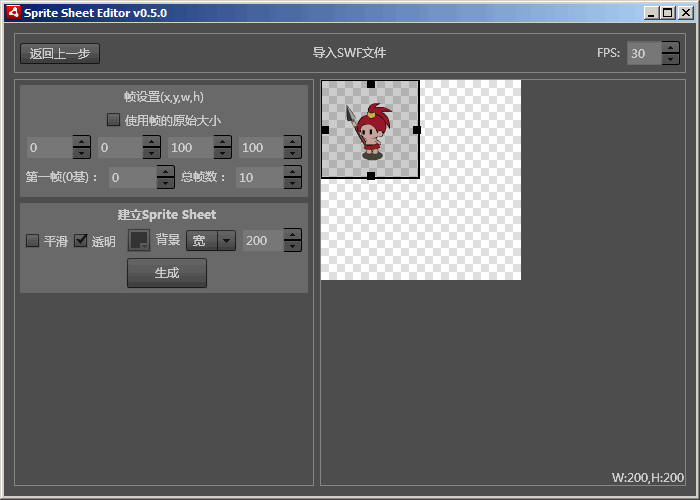 Sprite Sheet Editor v0.5.0
返回上一步 导入SWF文件 FPS: 30
帧设置(x,y,w,h)
使用帧的原始大小
0 0 100 100
第一帧(0基)： 0 总帧数： 10
建立Sprite Sheet
平滑 透明 背景 宽 200
生成
W:200,H:200